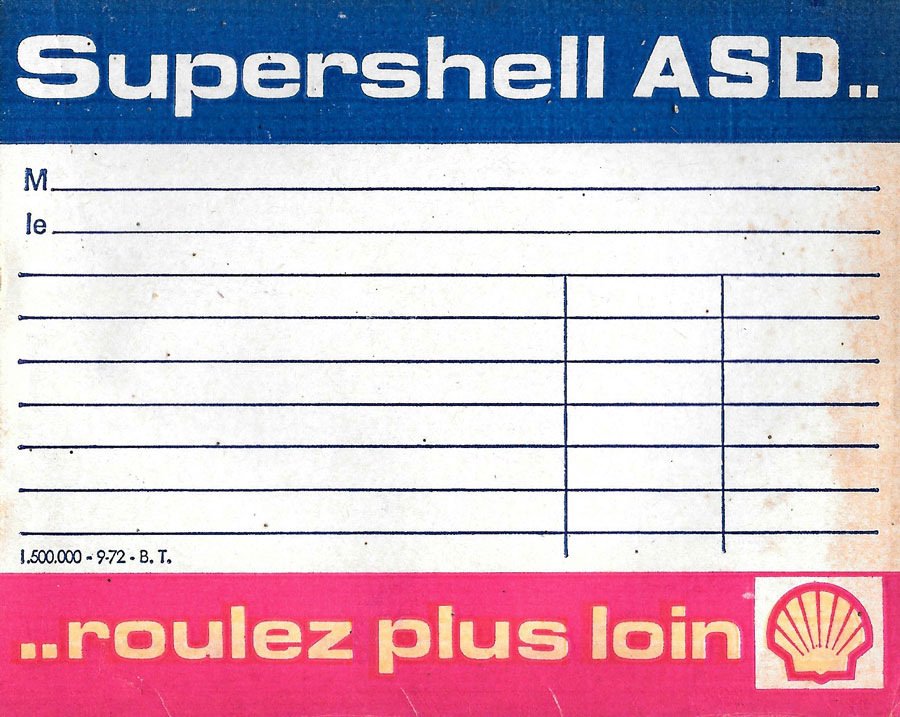 Supershell ASD..
M
le
1.500.000 - 9-72 - B. T.
..roulez plus loin